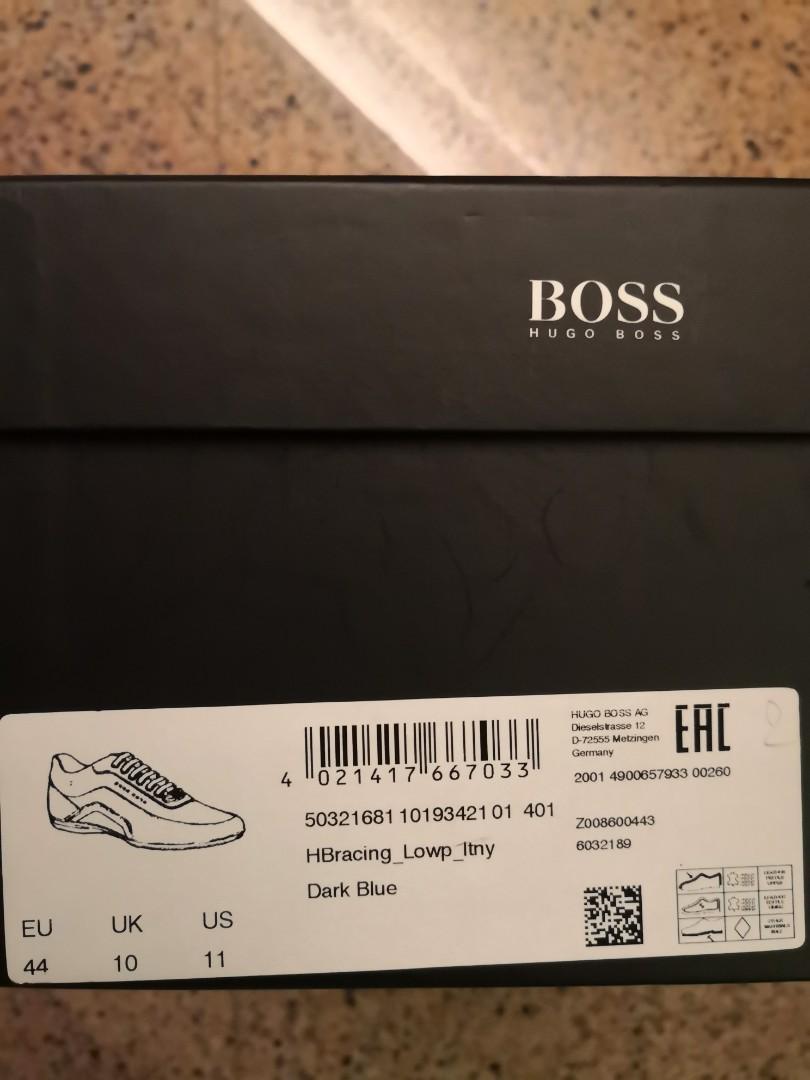 BOSS
HUGO BOSS
4 021417 667033
50321681 10193421 01 401
HBracing_Lowp_ltny
Dark Blue
EU UK US
44 10 11
HUGO BOSS AG
Dieselstrasse 12
D-72555 Metzingen
Germany
EAC
2001 4900657933 00260
Z008600443
6032189